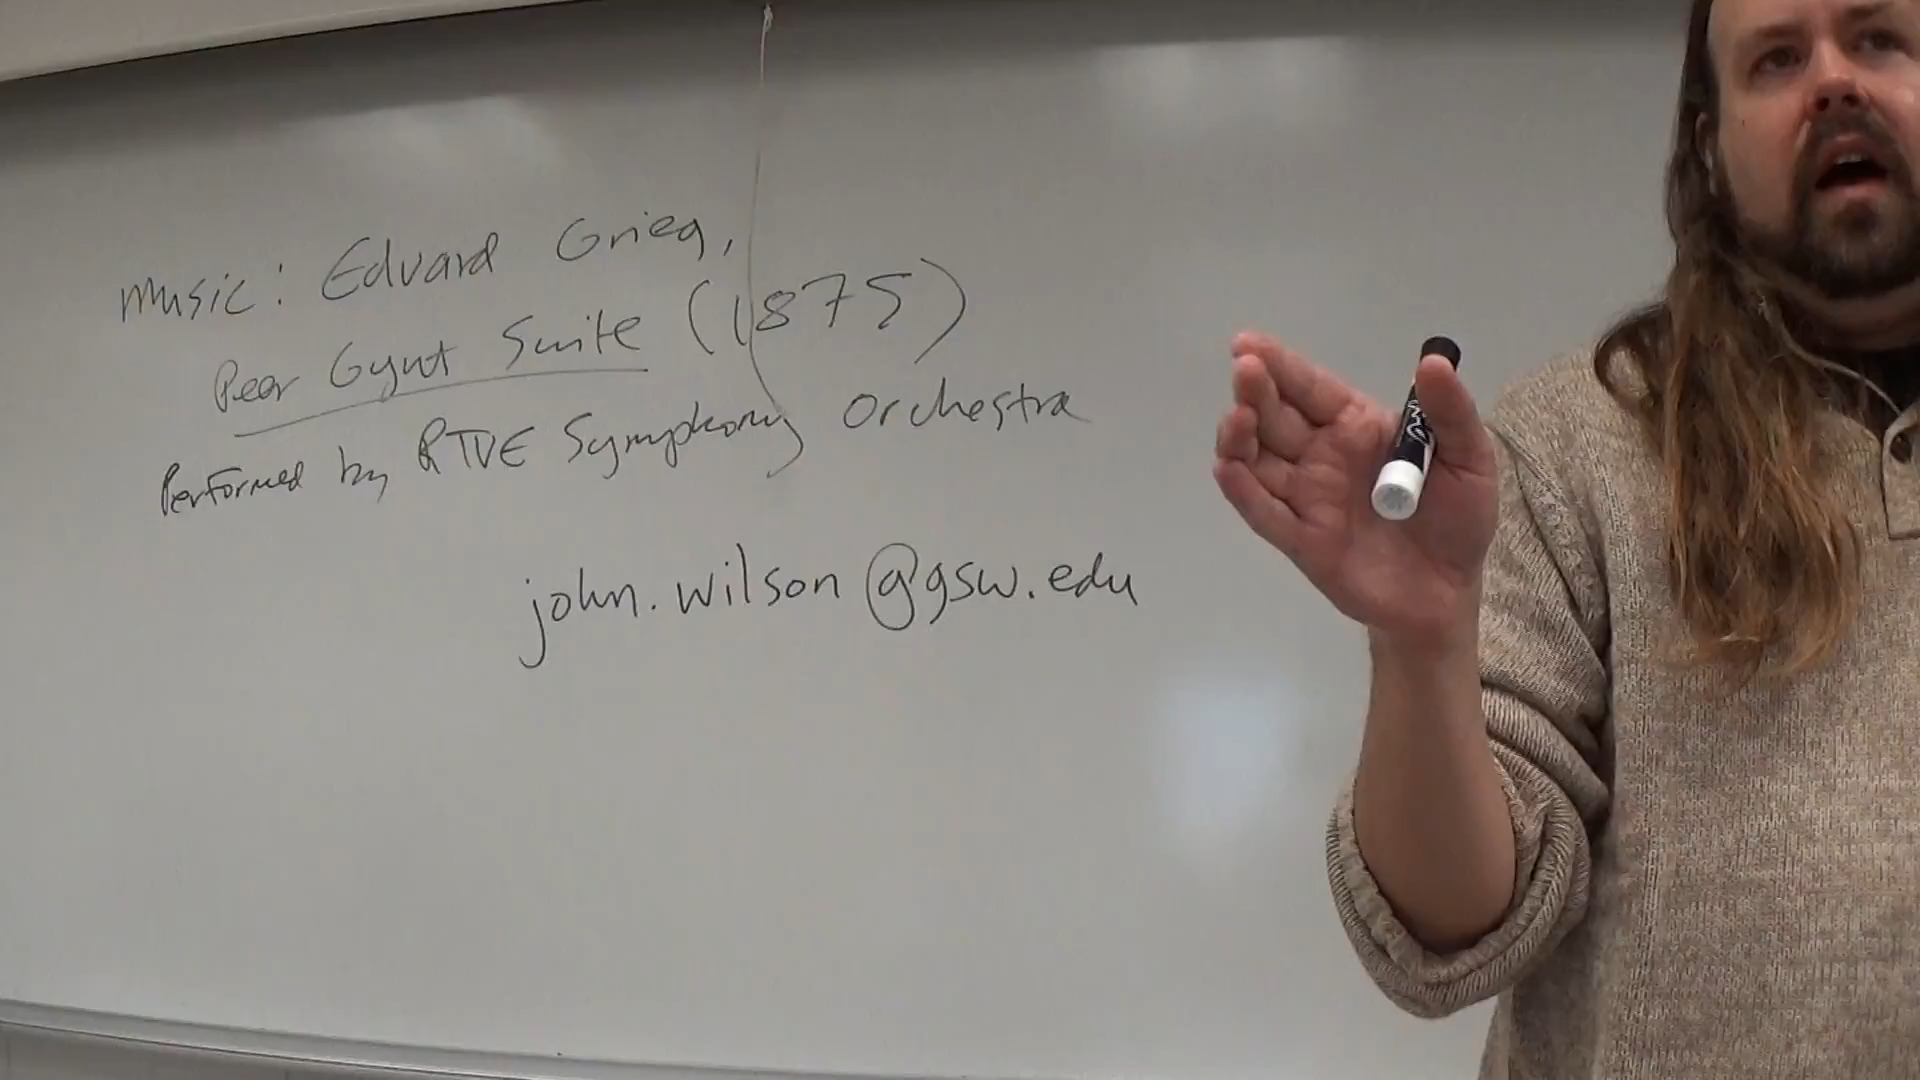 Music: Edvard Grieg,
Peer Gynt Suite (1875)
Performed by RTVE Symphony Orchestra
john.wilson@gsw.edu